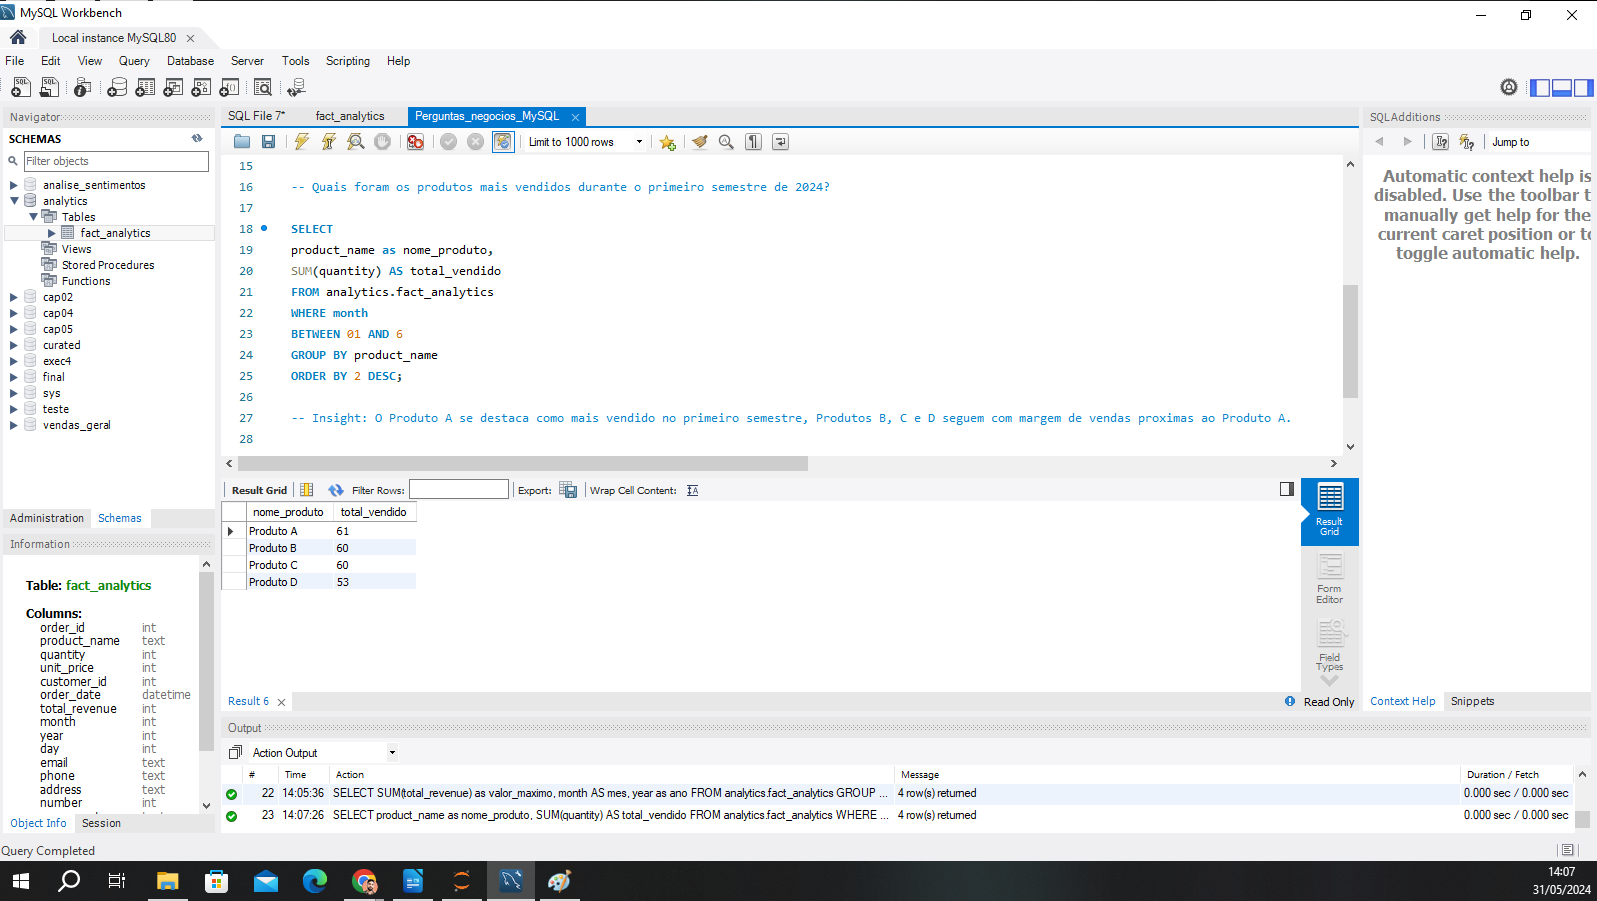 MySQL Workbench
Local instance MySQL80
File Edit View Query Database Server Tools Scripting Help
Navigator
SCHEMAS
Filter objects
analise_sentimentos
analytics
Tables
fact_analytics
Views
Stored Procedures
Functions
cap02
cap04
cap05
curated
exec4
final
sys
teste
vendas_geral
Administration Schemas
Information
Table: fact_analytics
Columns:
order_id int
product_name text
quantity int
unit_price int
customer_id int
order_date datetime
total_revenue int
month int
year int
day int
email text
phone text
address text
number int
Object Info Session
Query Completed
SQL File 7* fact_analytics Perguntas_negocios_MySQL
Limit to 1000 rows
15
16 -- Quais foram os produtos mais vendidos durante o primeiro semestre de 2024?
17
18 SELECT
19 product_name as nome_produto,
20 SUM(quantity) AS total_vendido
21 FROM analytics.fact_analytics
22 WHERE month
23 BETWEEN 01 AND 6
24 GROUP BY product_name
25 ORDER BY 2 DESC;
26
27 -- Insight: O Produto A se destaca como mais vendido no primeiro semestre, Produtos B, C e D seguem com margem de vendas proximas ao Produto A.
28
Result Grid Filter Rows: Export: Wrap Cell Content:
nome_produto total_vendido
Produto A 61
Produto B 60
Produto C 60
Produto D 53
Result
Grid
Form
Editor
Field
Types
Result 6
Read Only
SQLAdditions
Jump to
Automatic context help is
disabled. Use the toolbar t
manually get help for the
current caret position or to
toggle automatic help.
Context Help Snippets
Output
Action Output
# Time Action Message Duration / Fetch
22 14:05:36 SELECT SUM(total_revenue) as valor_maximo, month AS mes, year as ano FROM analytics.fact_analytics GROUP ... 4 row(s) returned 0.000 sec / 0.000 sec
23 14:07:26 SELECT product_name as nome_produto, SUM(quantity) AS total_vendido FROM analytics.fact_analytics WHERE ... 4 row(s) returned 0.000 sec / 0.000 sec
14:07
31/05/2024